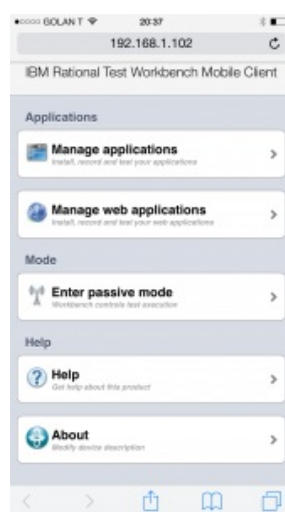 GOLAN T 20:37
192.168.1.102
IBM Rational Test Workbench Mobile Client
Applications
Manage applications
Install, record and test your applications
Manage web applications
Install, record and test your web applications
Mode
Enter passive mode
Workbench controls test execution
Help
Help
Get help about this product
About
Modify device description